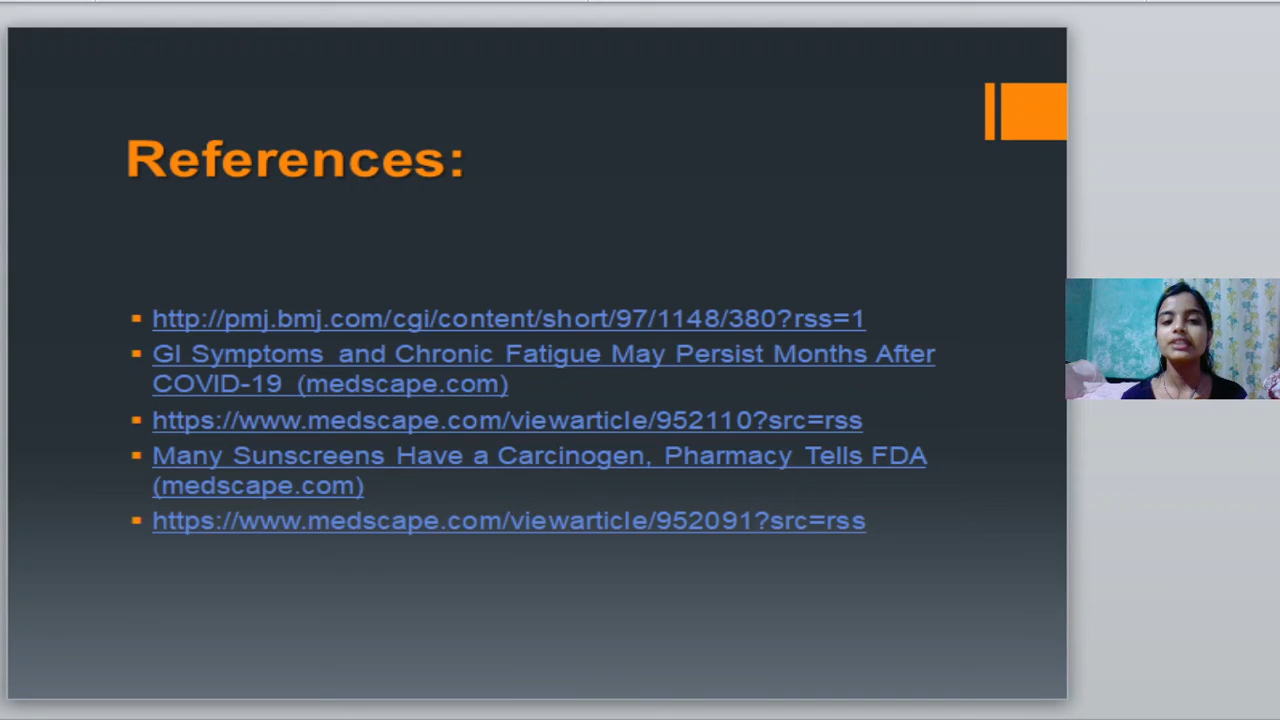 References:
http://pmj.bmj.com/cgi/content/short/97/1148/380?rss=1
GI Symptoms and Chronic Fatigue May Persist Months After
COVID-19 (medscape.com)
https://www.medscape.com/viewarticle/952110?src=rss
Many Sunscreens Have a Carcinogen, Pharmacy Tells FDA
(medscape.com)
https://www.medscape.com/viewarticle/952091?src=rss